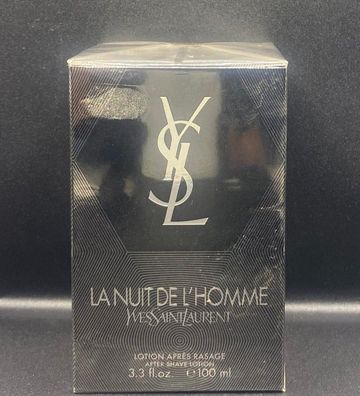 YSL
LA NUIT DE L'HOMME
YVESSAINTLAURENT
LOTION APRÈS RASAGE
AFTER SHAVE LOTION
3.3 fl.oz. ℮ 100 ml